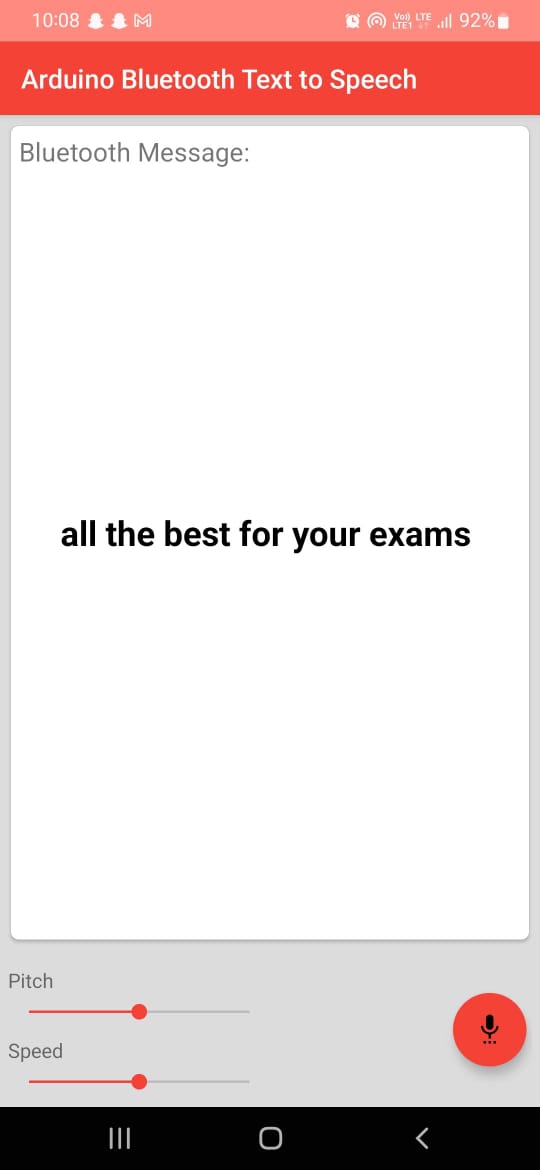 10:08 Vo)) LTE 92%
LTE1
Arduino Bluetooth Text to Speech
Bluetooth Message:
all the best for your exams
Pitch
Speed